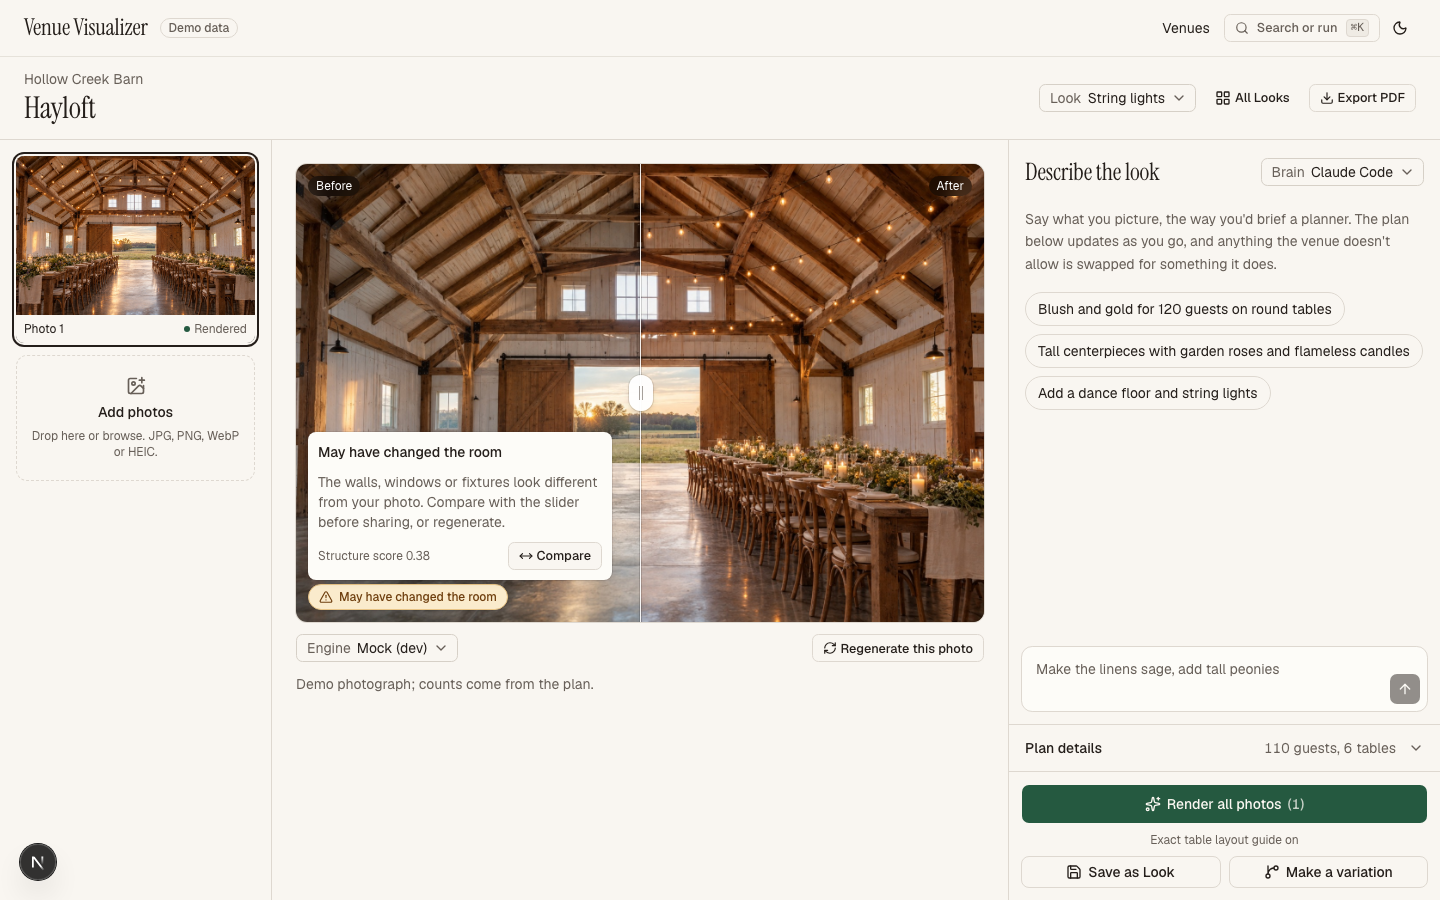 Venue Visualizer
Demo data
Venues
Search or run
⌘K
Hollow Creek Barn
Hayloft
Look String lights
All Looks
Export PDF
Photo 1
Rendered
Add photos
Drop here or browse. JPG, PNG, WebP
or HEIC.
Before
After
May have changed the room
The walls, windows or fixtures look different
from your photo. Compare with the slider
before sharing, or regenerate.
Structure score 0.38
Compare
May have changed the room
Engine Mock (dev)
Regenerate this photo
Demo photograph; counts come from the plan.
Describe the look
Brain Claude Code
Say what you picture, the way you'd brief a planner. The plan
below updates as you go, and anything the venue doesn't
allow is swapped for something it does.
Blush and gold for 120 guests on round tables
Tall centerpieces with garden roses and flameless candles
Add a dance floor and string lights
Make the linens sage, add tall peonies
Plan details
110 guests, 6 tables
Render all photos (1)
Exact table layout guide on
Save as Look
Make a variation
N